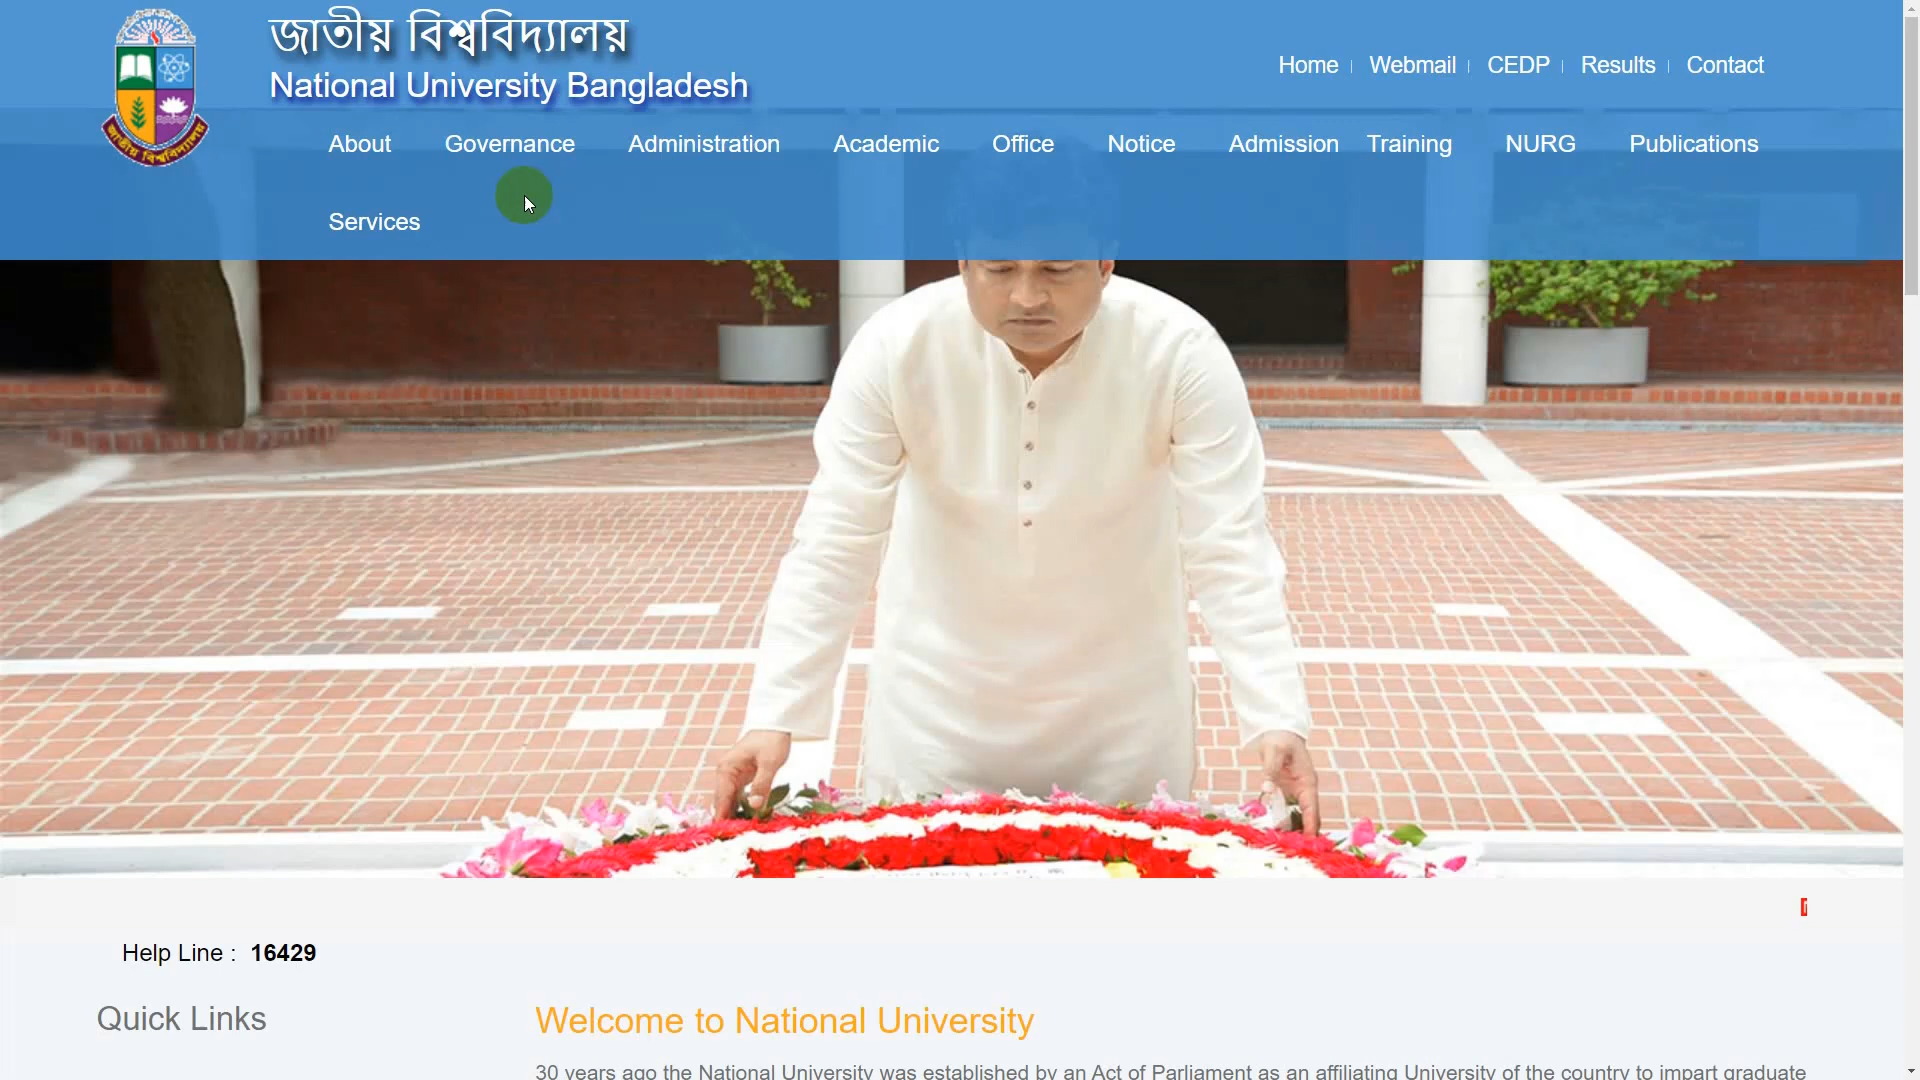 জাতীয় বিশ্ববিদ্যালয়
National University Bangladesh
Home
Webmail
CEDP
Results
Contact
জাতীয় বিশ্ববিদ্যালয়
About
Governance
Administration
Academic
Office
Notice
Admission
Training
NURG
Publications
Services
Help Line : 16429
Quick Links
Welcome to National University
30 years ago the National University was established by an Act of Parliament as an affiliating University of the country to impart graduate